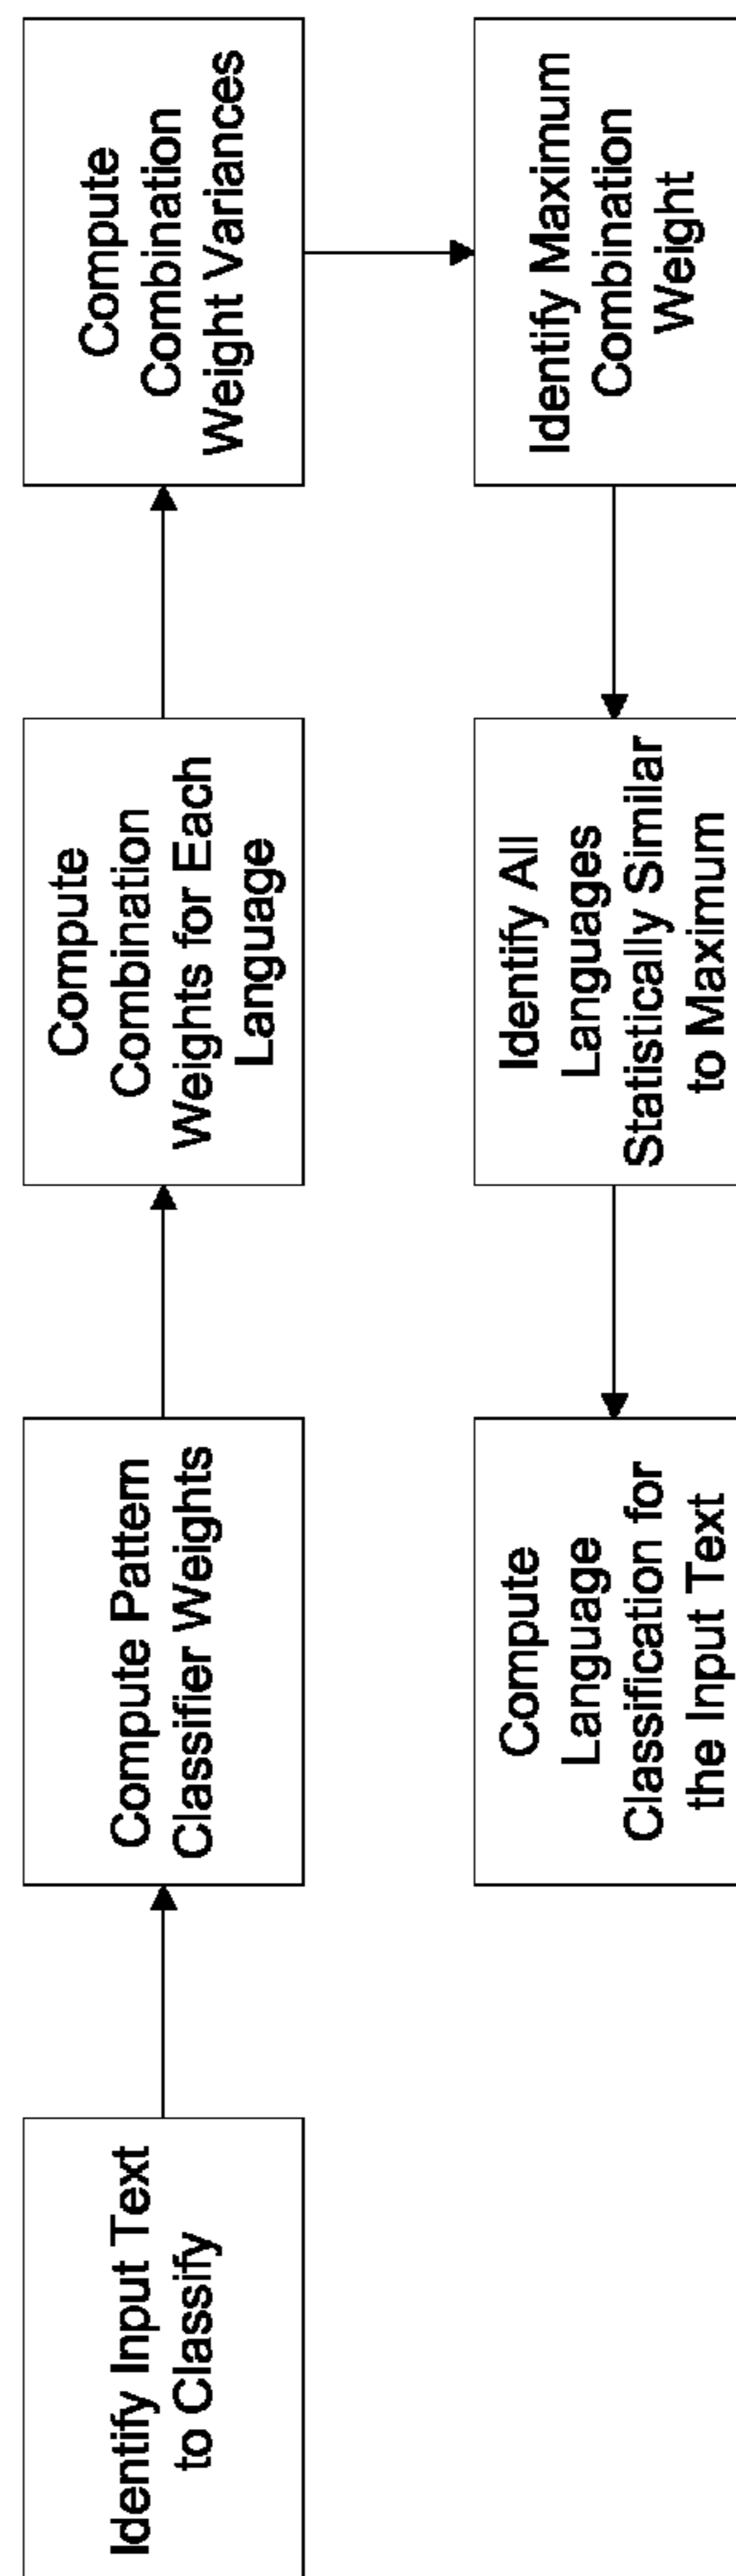 Identify Input Text
to Classify
Compute Pattern
Classifier Weights
Compute
Combination
Weights for Each
Language
Compute
Combination
Weight Variances
Identify Maximum
Combination
Weight
Identify All
Languages
Statistically Similar
to Maximum
Compute
Language
Classification for
the Input Text